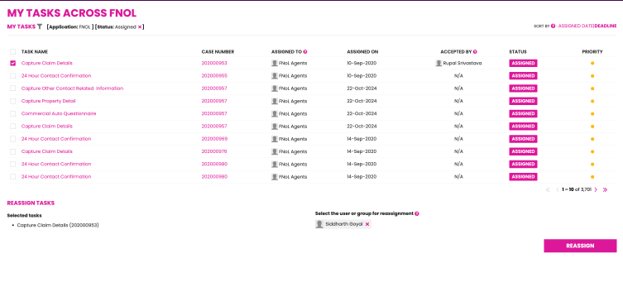 MY TASKS ACROSS FNOL
MY TASKS [Application: FNOL ] [Status: Assigned ×] SORT BY ASSIGNED DATE DEADLINE
TASK NAME CASE NUMBER ASSIGNED TO ASSIGNED ON ACCEPTED BY STATUS PRIORITY
Capture Claim Details 202000953 FNOL Agents 10-Sep-2020 Rupal Srivastava ASSIGNED
24 Hour Contact Confirmation 202000955 FNOL Agents 10-Sep-2020 N/A ASSIGNED
Capture Other Contact Related Information 202000957 FNOL Agents 22-Oct-2024 N/A ASSIGNED
Capture Property Detail 202000957 FNOL Agents 22-Oct-2024 N/A ASSIGNED
Commercial Auto Questionnaire 202000957 FNOL Agents 22-Oct-2024 N/A ASSIGNED
Capture Claim Details 202000957 FNOL Agents 22-Oct-2024 N/A ASSIGNED
24 Hour Contact Confirmation 202000969 FNOL Agents 14-Sep-2020 N/A ASSIGNED
Capture Claim Details 202000976 FNOL Agents 14-Sep-2020 N/A ASSIGNED
24 Hour Contact Confirmation 202000980 FNOL Agents 14-Sep-2020 N/A ASSIGNED
24 Hour Contact Confirmation 202000980 FNOL Agents 14-Sep-2020 N/A ASSIGNED
1 - 10 of 2,701
REASSIGN TASKS
Selected tasks Select the user or group for reassignment
• Capture Claim Details (202000953) Siddharth Goyal ×
REASSIGN